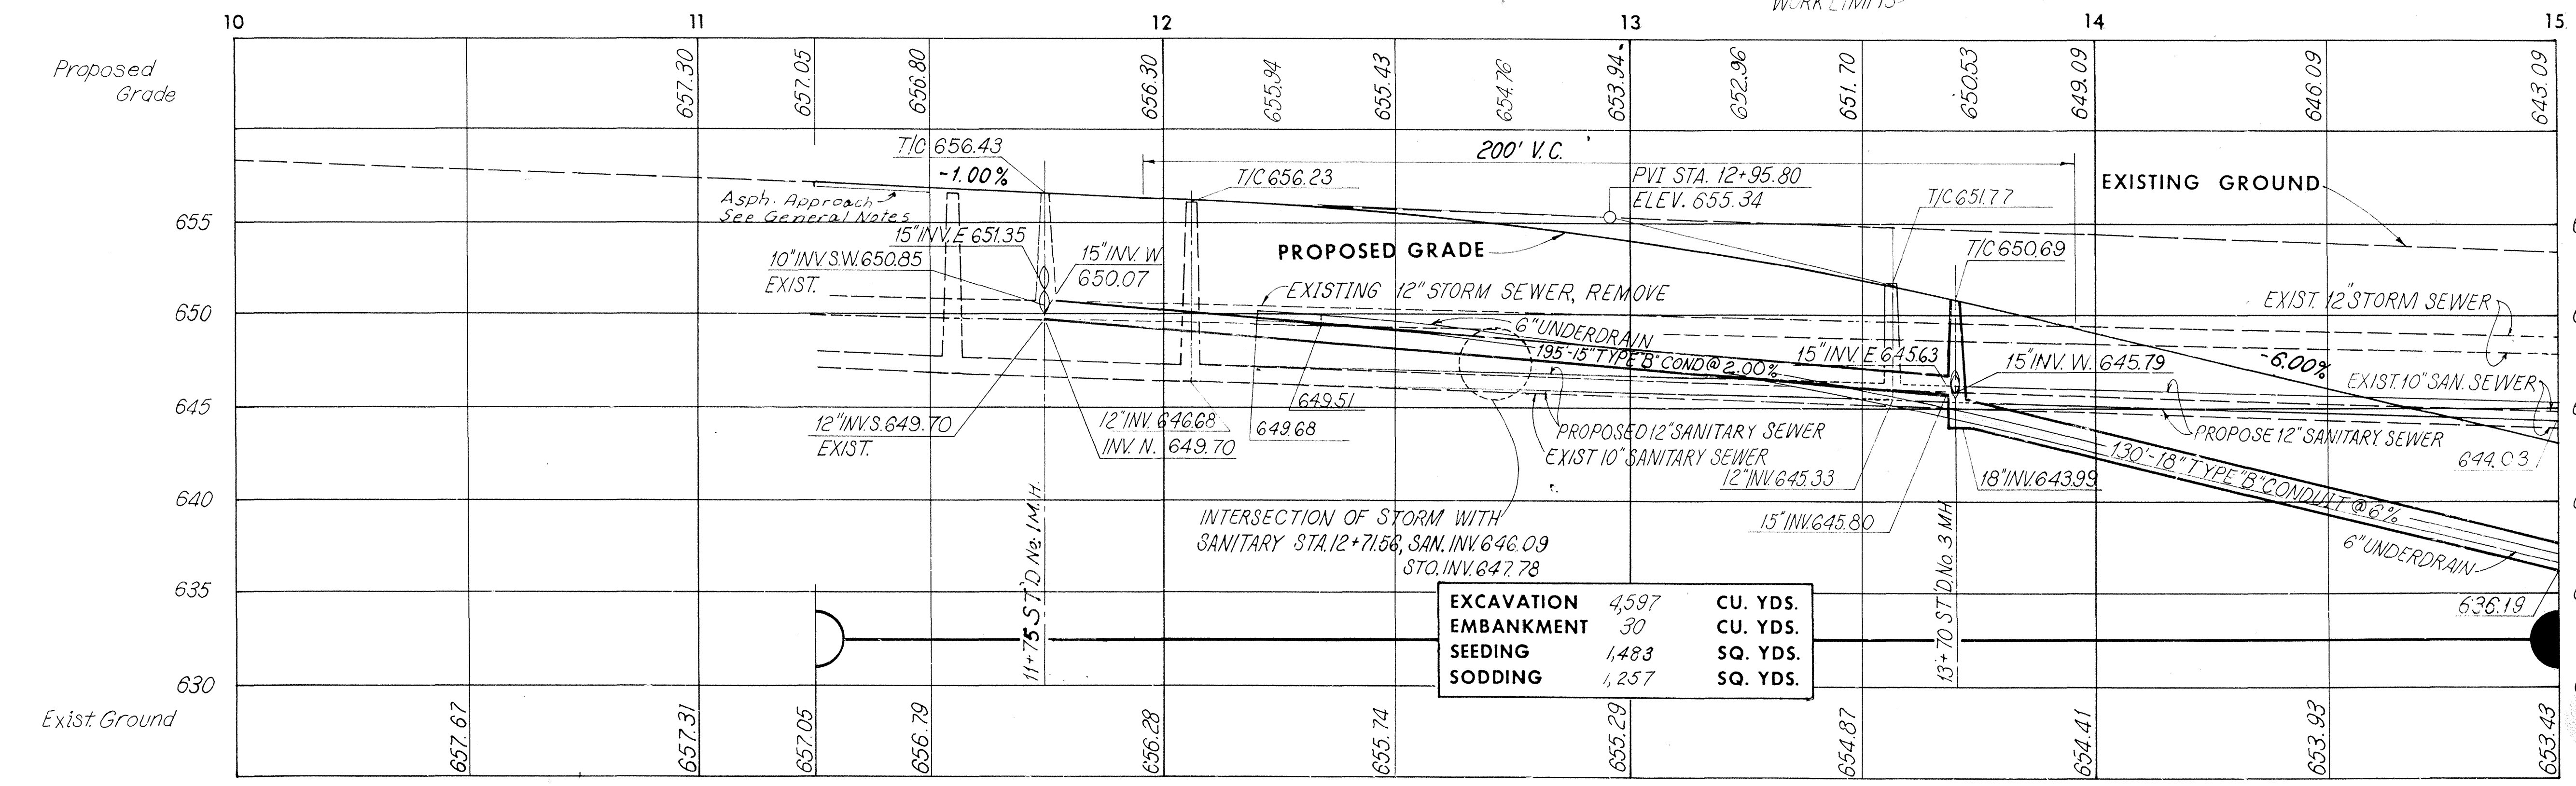 WORK LIMITS
10 11 12 13 14 15
Proposed
Grade
657.30 657.05 656.80 656.30 655.94 655.43 654.76 653.94 652.96 651.70 650.53 649.09 646.09 643.09
T/C 656.43
-1.00%
200' V.C.
T/C 656.23
PVI STA. 12+95.80
ELEV. 655.34
T/C 651.77
EXISTING GROUND
Asph. Approach
See General Notes
655
15" INV. E 651.35
10" INV. S.W. 650.85
EXIST.
15" INV. W
650.07
PROPOSED GRADE
T/C 650.69
EXISTING 12" STORM SEWER, REMOVE
EXIST. 12" STORM SEWER
650
6" UNDERDRAIN
195'-15" TYPE "B" COND @ 2.00%
15" INV. E 645.63
15" INV. W. 645.79
-6.00%
EXIST. 10" SAN. SEWER
645
649.51
649.68
12" INV. S. 649.70
EXIST.
12" INV. 646.68
INV. N. 649.70
PROPOSED 12" SANITARY SEWER
EXIST 10" SANITARY SEWER
12" INV. 645.33
PROPOSE 12" SANITARY SEWER
130'-18" TYPE "B" CONDUIT @ 6%
644.03
18" INV. 643.99
640
15" INV. 645.80
INTERSECTION OF STORM WITH
SANITARY STA. 12+71.56, SAN. INV. 646.09
STO. INV. 647.78
6" UNDERDRAIN
635
636.19
11+75 ST'D No. 1 M.H.
13+70 ST'D. No. 3 MH
EXCAVATION 4,597 CU. YDS.
EMBANKMENT 30 CU. YDS.
SEEDING 1,483 SQ. YDS.
SODDING 1,257 SQ. YDS.
630
Exist. Ground
657.67 657.31 657.05 656.79 656.28 655.74 655.29 654.87 654.41 653.93 653.43